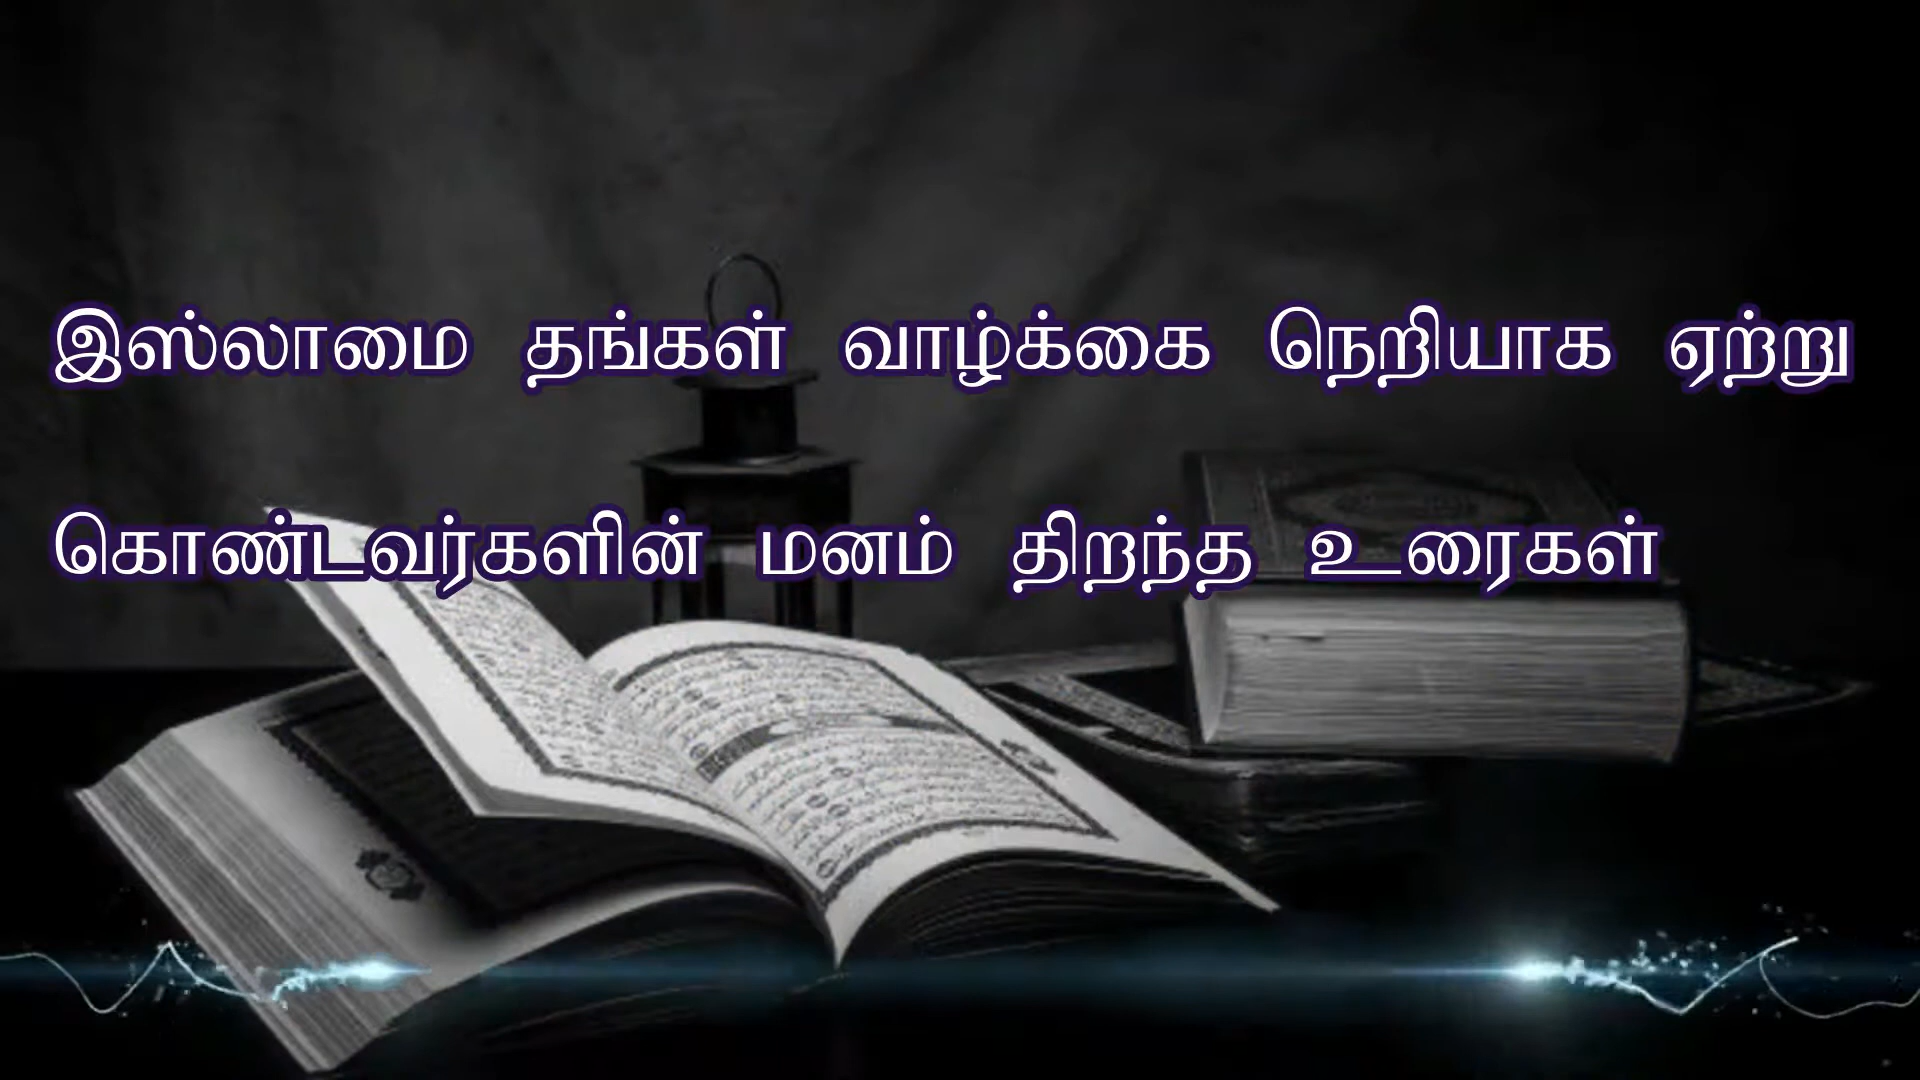 இஸ்லாமை தங்கள் வாழ்க்கை நெறியாக ஏற்று
கொண்டவர்களின் மனம் திறந்த உரைகள்